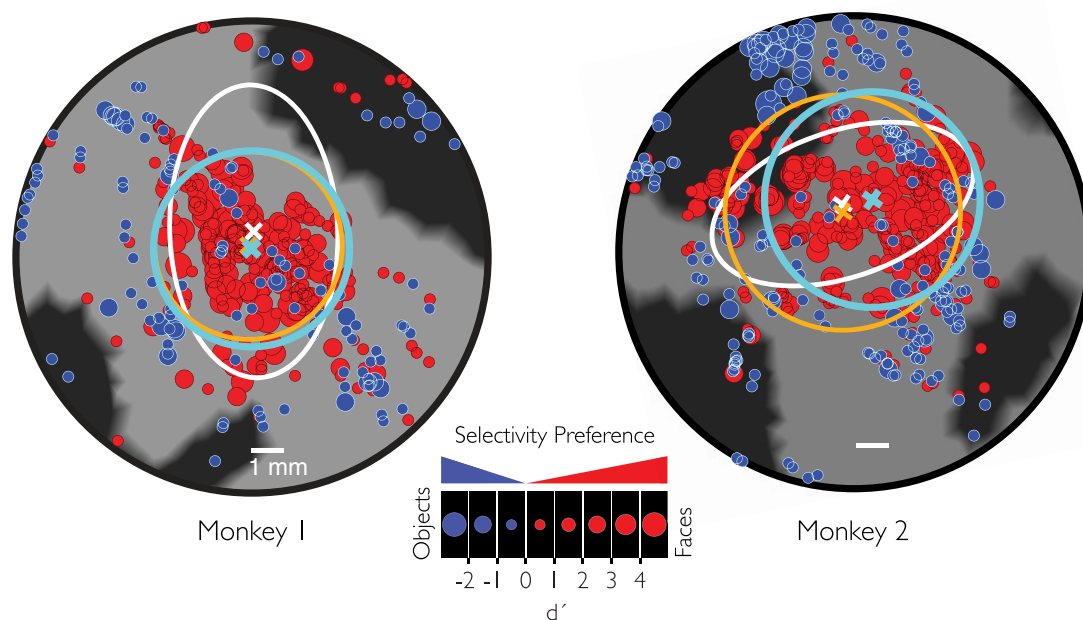 1 mm
Selectivity Preference
Monkey 1
Monkey 2
Objects
Faces
-2 -1 0 1 2 3 4
d´